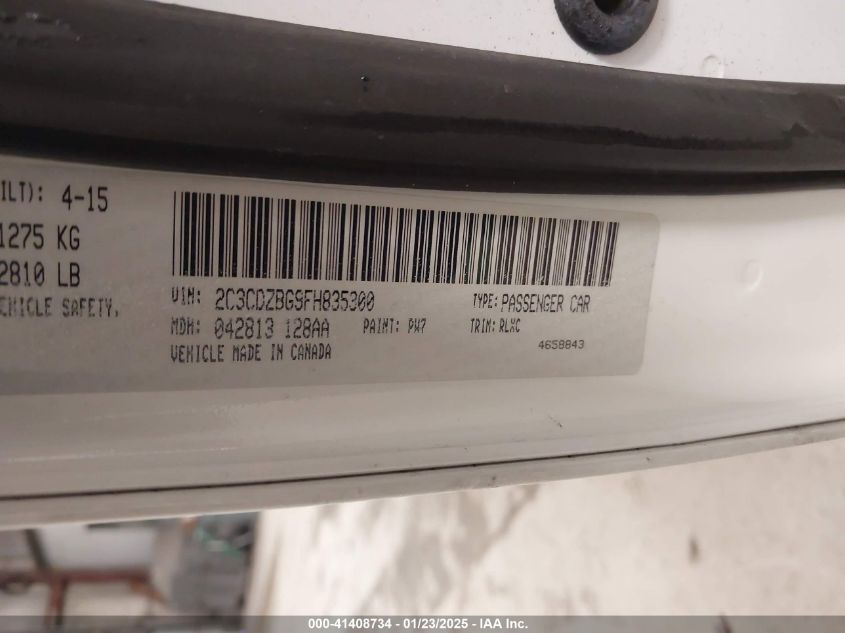 ILT): 4-15
1275 KG
2810 LB
EHICLE SAFETY,
VIN: 2C3CDZBG9FH835300 TYPE: PASSENGER CAR
MDH: 042813 128AA PAINT: PW7 TRIM: RLXC
VEHICLE MADE IN CANADA 4658843
000-41408734 - 01/23/2025 - IAA Inc.